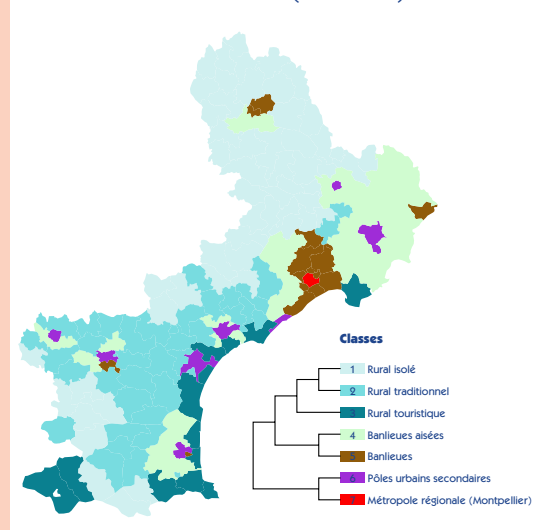 Classes
1 Rural isolé
2 Rural traditionnel
3 Rural touristique
4 Banlieues aisées
5 Banlieues
6 Pôles urbains secondaires
7 Métropole régionale (Montpellier)